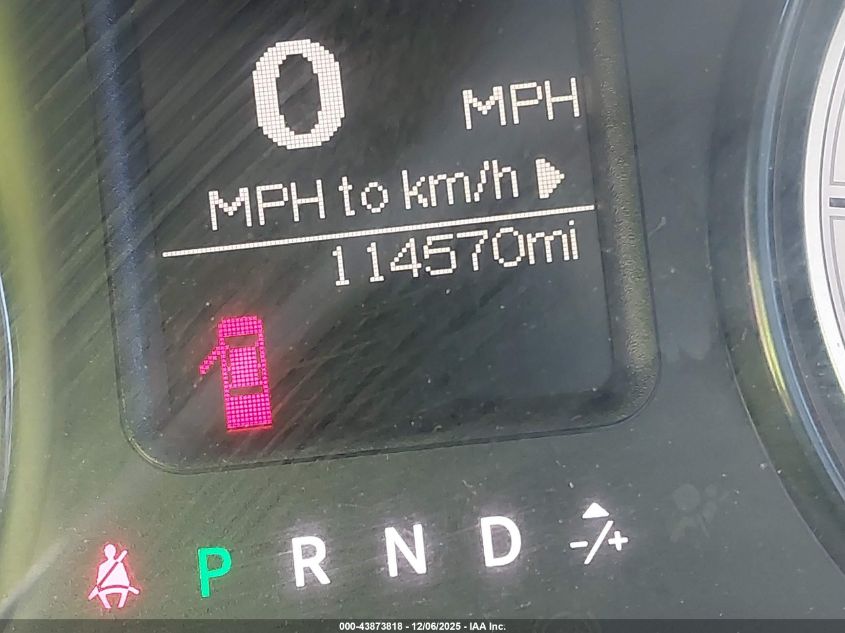 0 MPH
MPH to km/h
114570mi
P R N D -/+
000-43873818 - 12/06/2025 - IAA Inc.